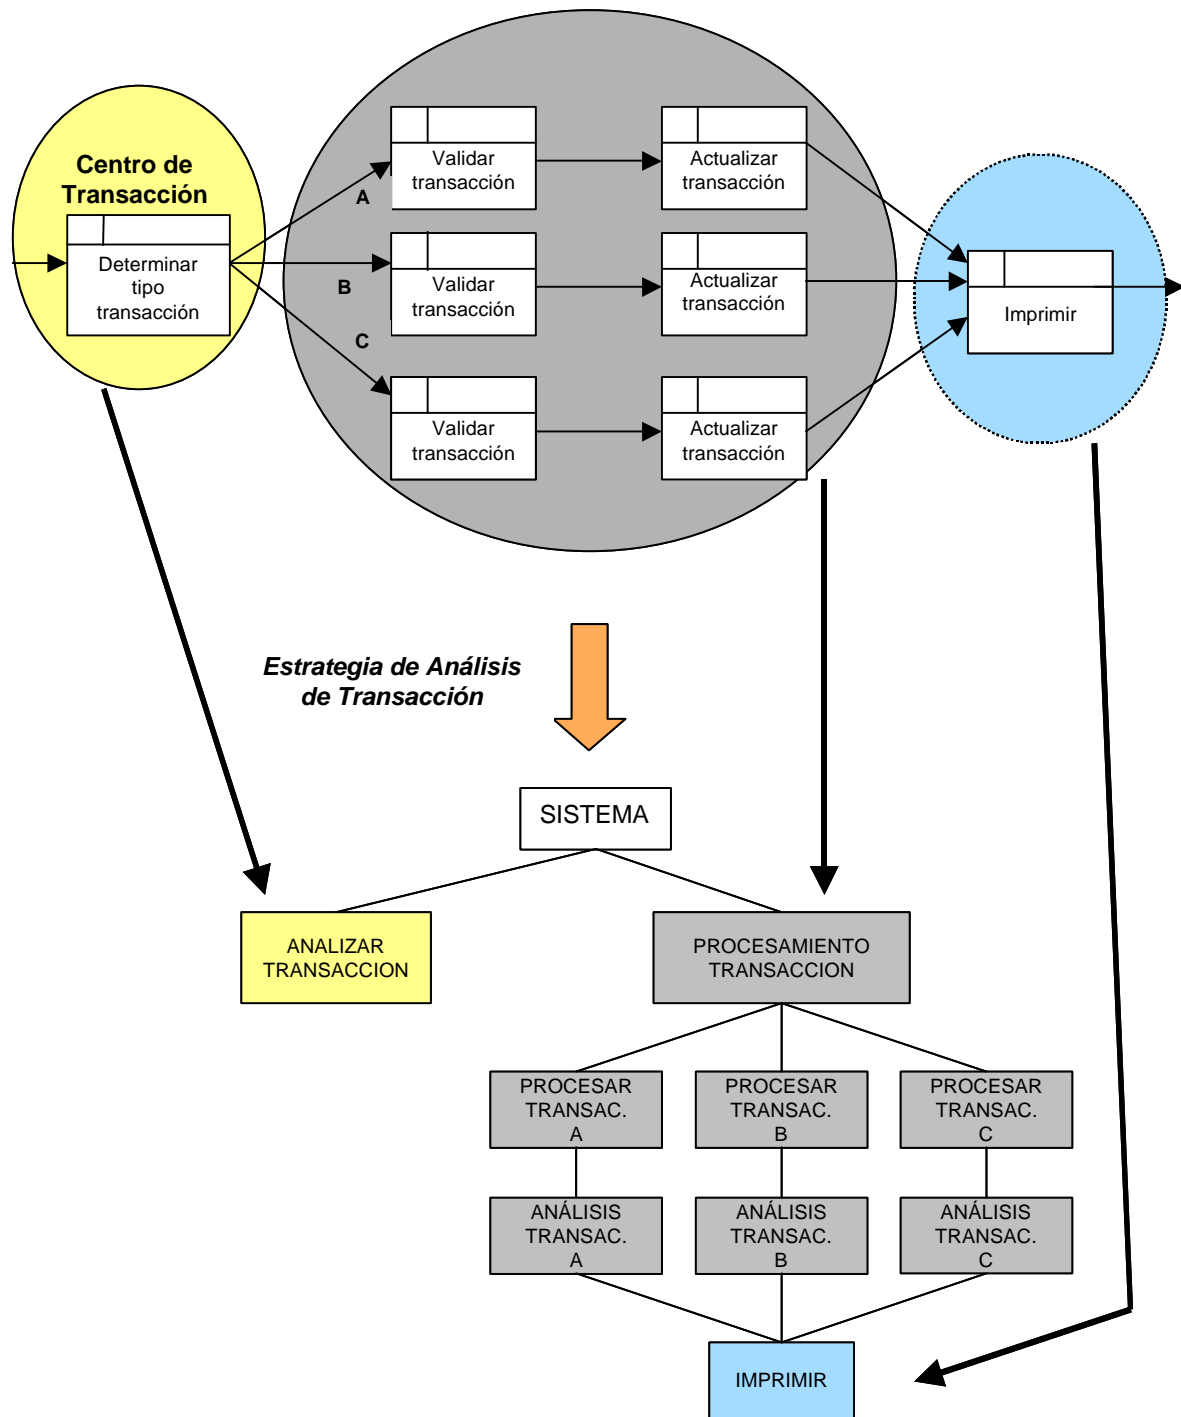 Centro de
Transacción
Determinar
tipo
transacción
A
B
C
Validar
transacción
Actualizar
transacción
Validar
transacción
Actualizar
transacción
Validar
transacción
Actualizar
transacción
Imprimir
Estrategia de Análisis
de Transacción
SISTEMA
ANALIZAR
TRANSACCION
PROCESAMIENTO
TRANSACCION
PROCESAR
TRANSAC.
A
PROCESAR
TRANSAC.
B
PROCESAR
TRANSAC.
C
ANÁLISIS
TRANSAC.
A
ANÁLISIS
TRANSAC.
B
ANÁLISIS
TRANSAC.
C
IMPRIMIR